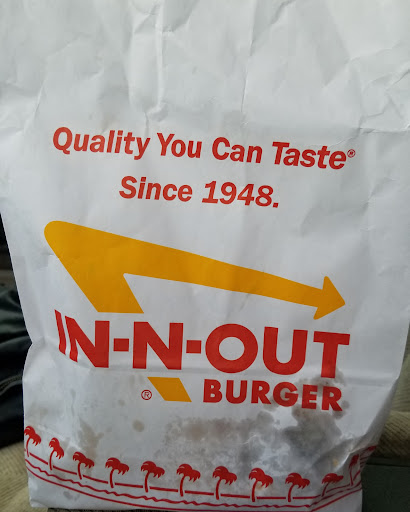 Quality You Can Taste®
Since 1948.
IN-N-OUT
® BURGER